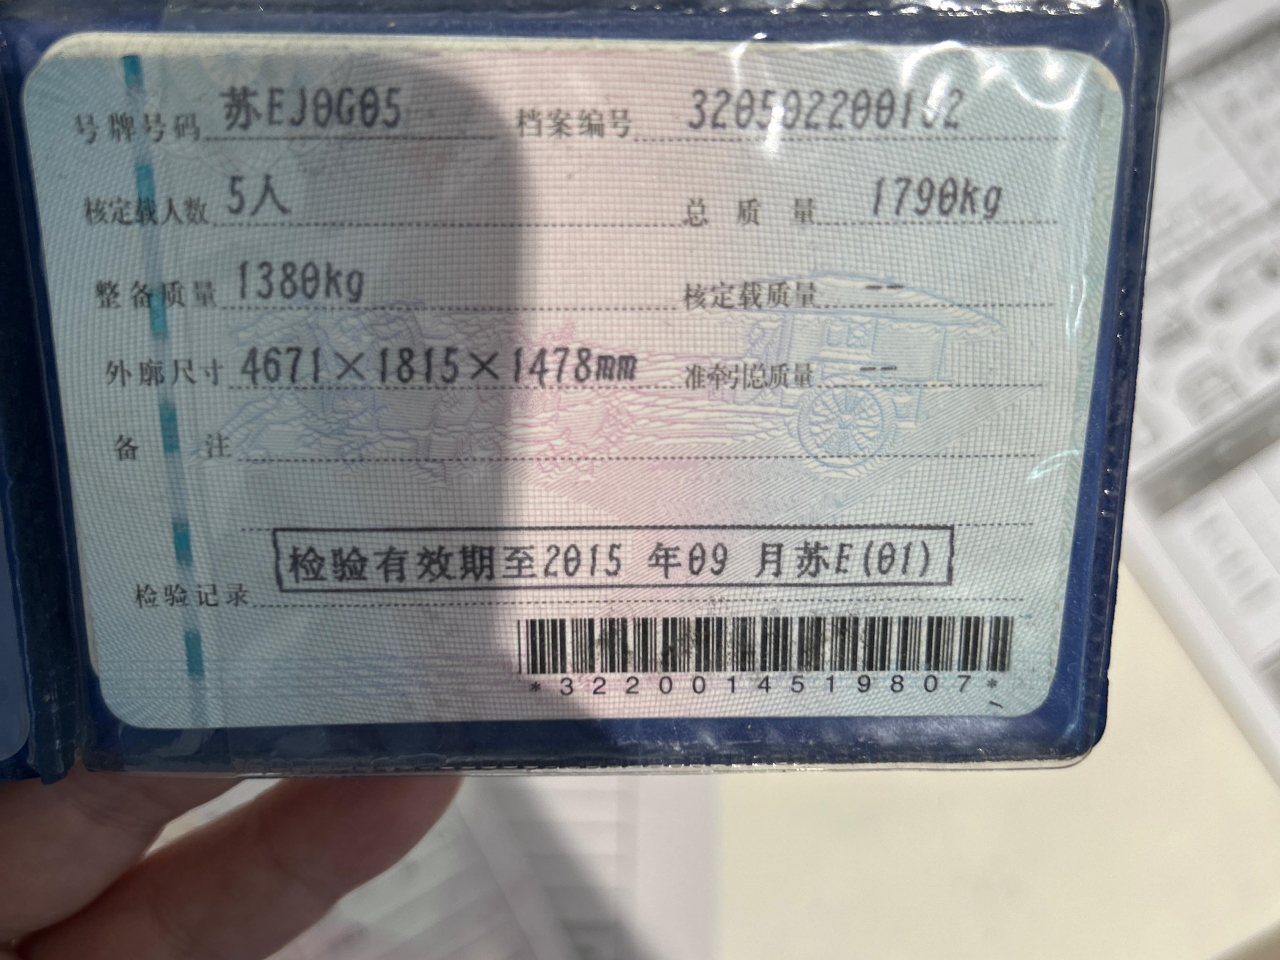 号牌号码 苏EJ0G05 档案编号
核定载人数 5人 总质量 1790kg
整备质量 1380kg 核定载质量 --
外廓尺寸 4671×1815×1478mm 准牵引总质量 --
备注
检验有效期至2015 年09 月苏E(01)
检验记录
*3220014519807*